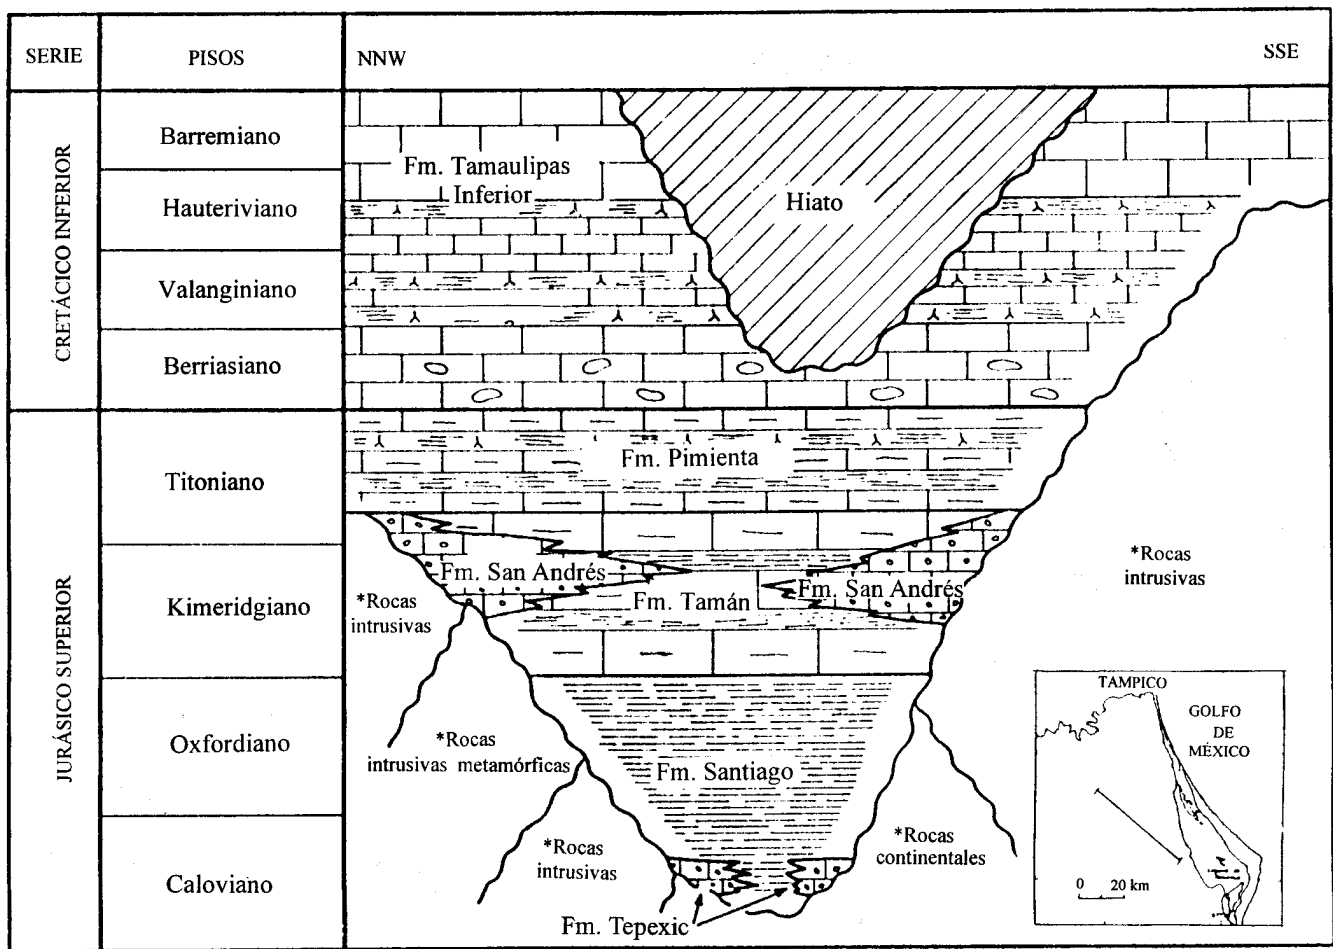 SERIE
PISOS
NNW
SSE
CRETÁCICO INFERIOR
Barremiano
Hauteriviano
Valanginiano
Berriasiano
Fm. Tamaulipas
Inferior
Hiato
JURÁSICO SUPERIOR
Titoniano
Kimeridgiano
Oxfordiano
Caloviano
Fm. Pimienta
Fm. San Andrés
Fm. Tamán
Fm. San Andrés
*Rocas
intrusivas
*Rocas
intrusivas
*Rocas
intrusivas metamórficas
Fm. Santiago
*Rocas
intrusivas
*Rocas
continentales
Fm. Tepexic
TAMPICO
GOLFO
DE
MÉXICO
0 20 km